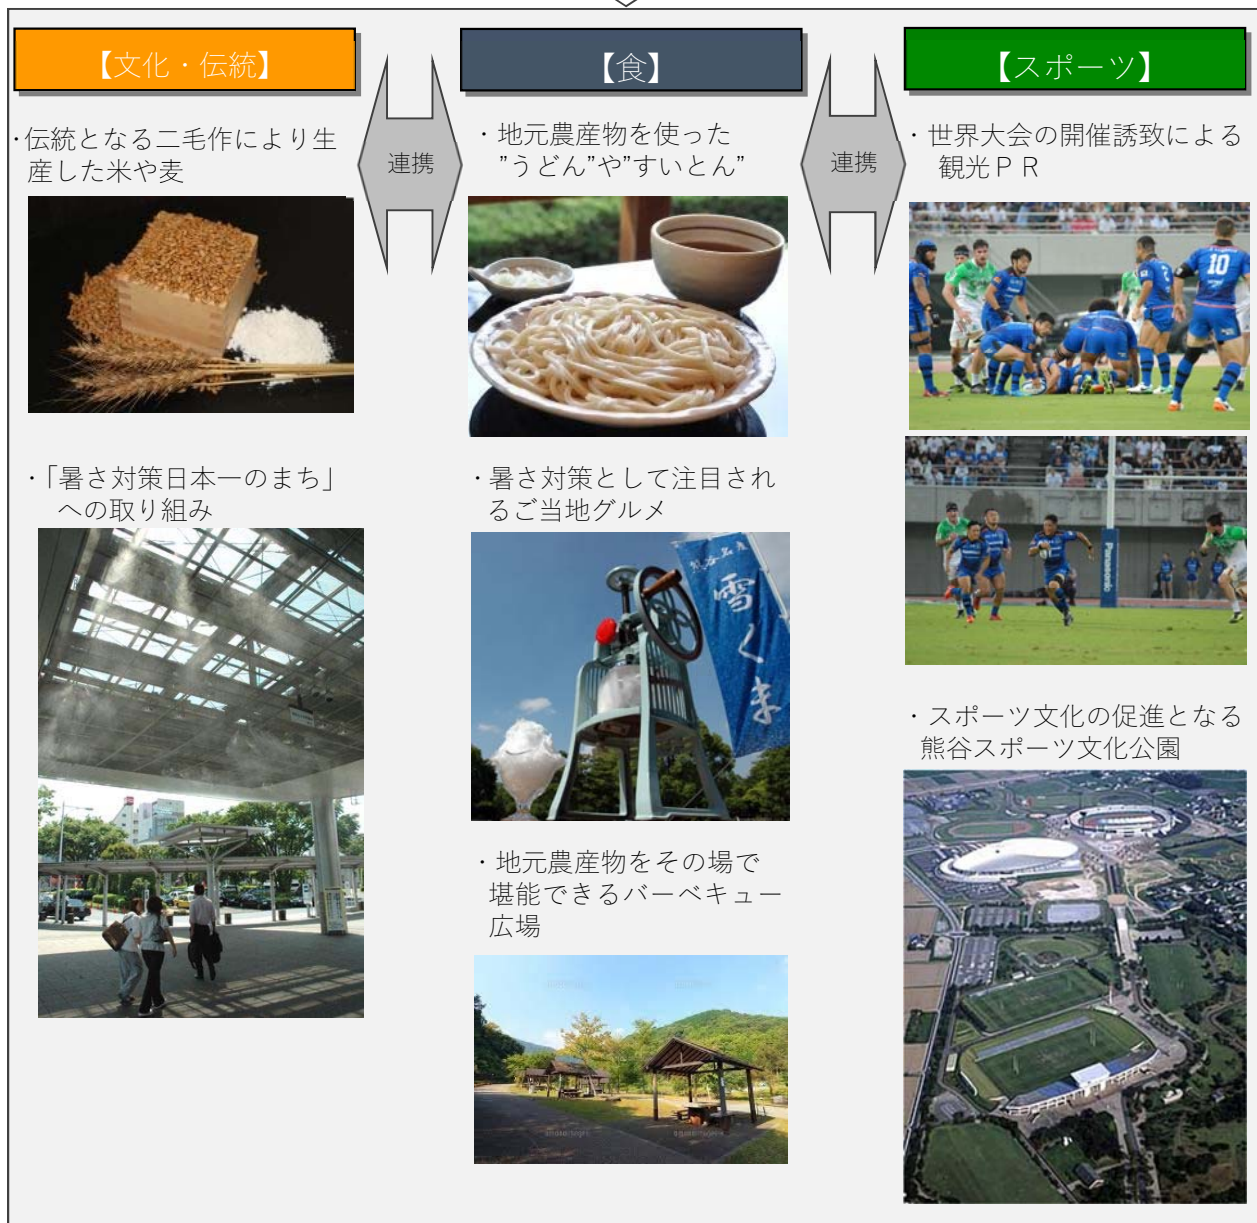 【文化・伝統】
・伝統となる二毛作により生
産した米や麦
・「暑さ対策日本一のまち」
への取り組み
連携
【食】
・地元農産物を使った
”うどん”や”すいとん”
・暑さ対策として注目され
るご当地グルメ
雪くま
・地元農産物をその場で
堪能できるバーベキュー
広場
連携
【スポーツ】
・世界大会の開催誘致による
観光ＰＲ
10
Panasonic
・スポーツ文化の促進となる
熊谷スポーツ文化公園